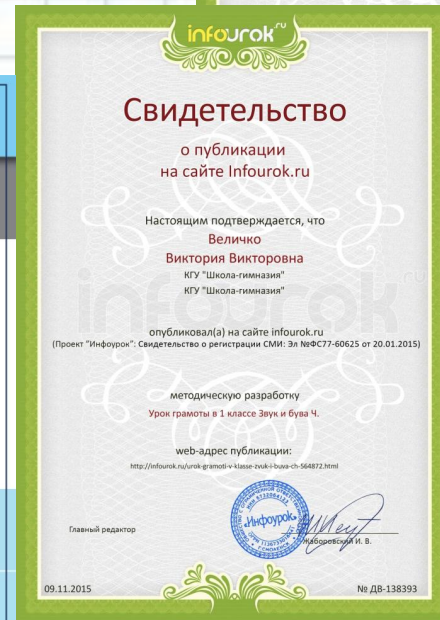 infourok.ru
Свидетельство
о публикации
на сайте Infourok.ru
Настоящим подтверждается, что
Величко
Виктория Викторовна
КГУ "Школа-гимназия"
КГУ "Школа-гимназия"
опубликовал(а) на сайте infourok.ru
(Проект "Инфоурок": Свидетельство о регистрации СМИ: Эл №ФС77-60625 от 20.01.2015)
методическую разработку
Урок грамоты в 1 классе Звук и бува Ч.
web-адрес публикации:
http://infourok.ru/urok-gramoti-v-klasse-zvuk-i-buva-ch-564872.html
«Инфоурок»
Главный редактор
Жаборовский И. В.
09.11.2015
№ ДВ-138393